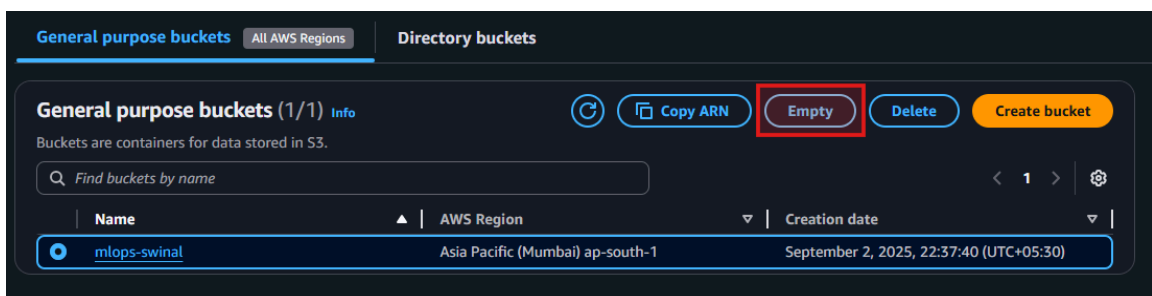 General purpose buckets All AWS Regions Directory buckets
General purpose buckets (1/1) Info Copy ARN Empty Delete Create bucket
Buckets are containers for data stored in S3.
Find buckets by name 1
Name AWS Region Creation date
mlops-swinal Asia Pacific (Mumbai) ap-south-1 September 2, 2025, 22:37:40 (UTC+05:30)